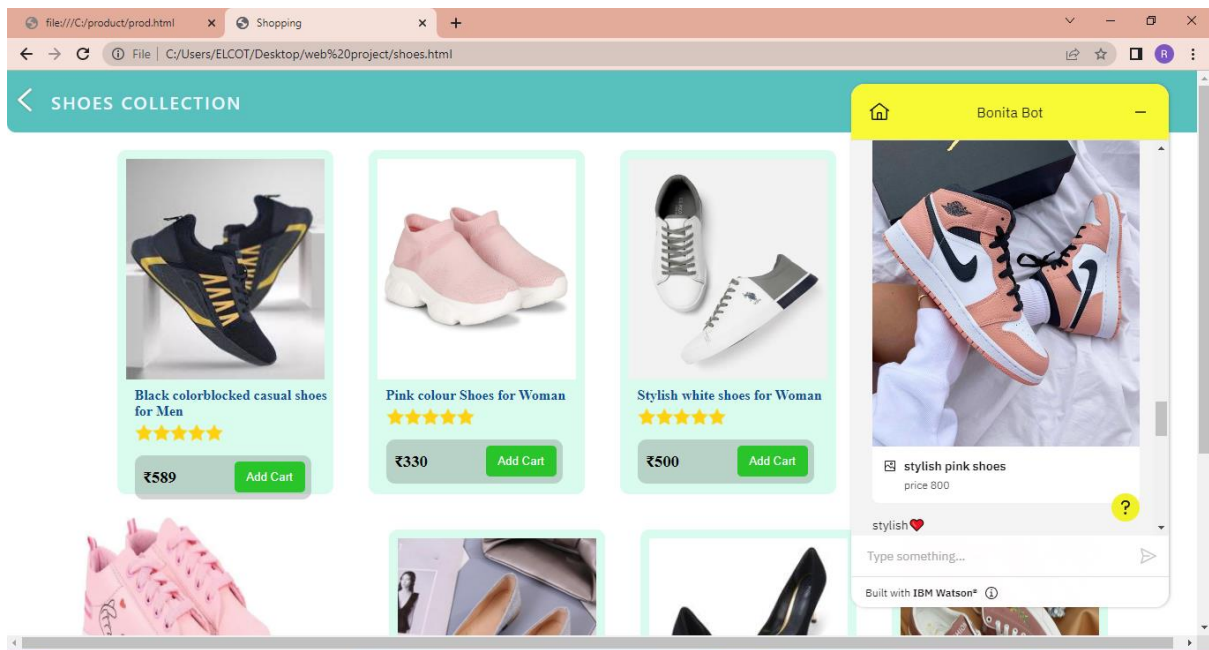 file:///C:/product/prod.html
Shopping
File | C:/Users/ELCOT/Desktop/web%20project/shoes.html
R
SHOES COLLECTION
Black colorblocked casual shoes
for Men
₹589
Add Cart
Pink colour Shoes for Woman
₹330
Add Cart
Stylish white shoes for Woman
₹500
Add Cart
Bonita Bot
stylish pink shoes
price 800
?
stylish❤
Type something...
Built with IBM Watson®